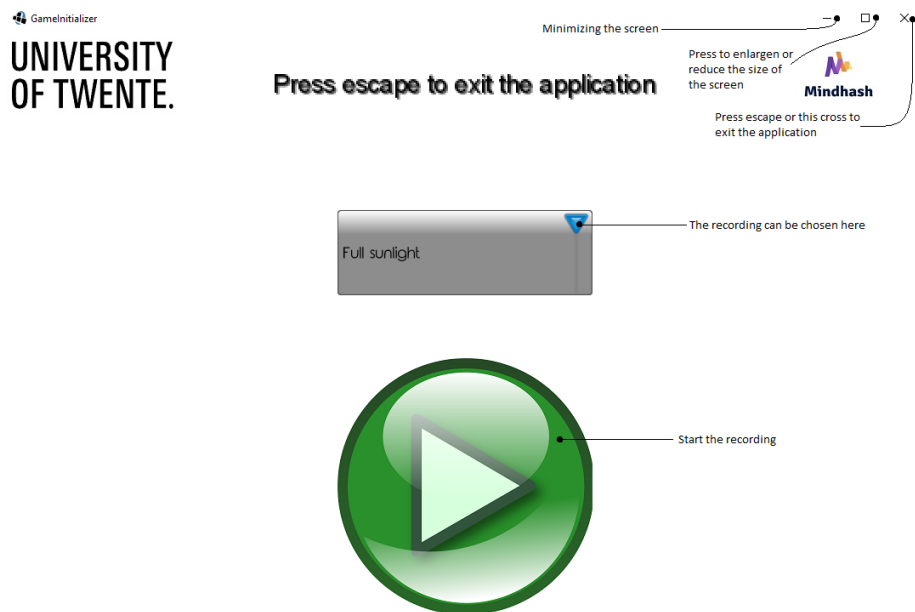 GameInitializer
Minimizing the screen
UNIVERSITY
OF TWENTE.
Press escape to exit the application
Press to enlargen or
reduce the size of
the screen
Mindhash
Press escape or this cross to
exit the application
The recording can be chosen here
Full sunlight
Start the recording